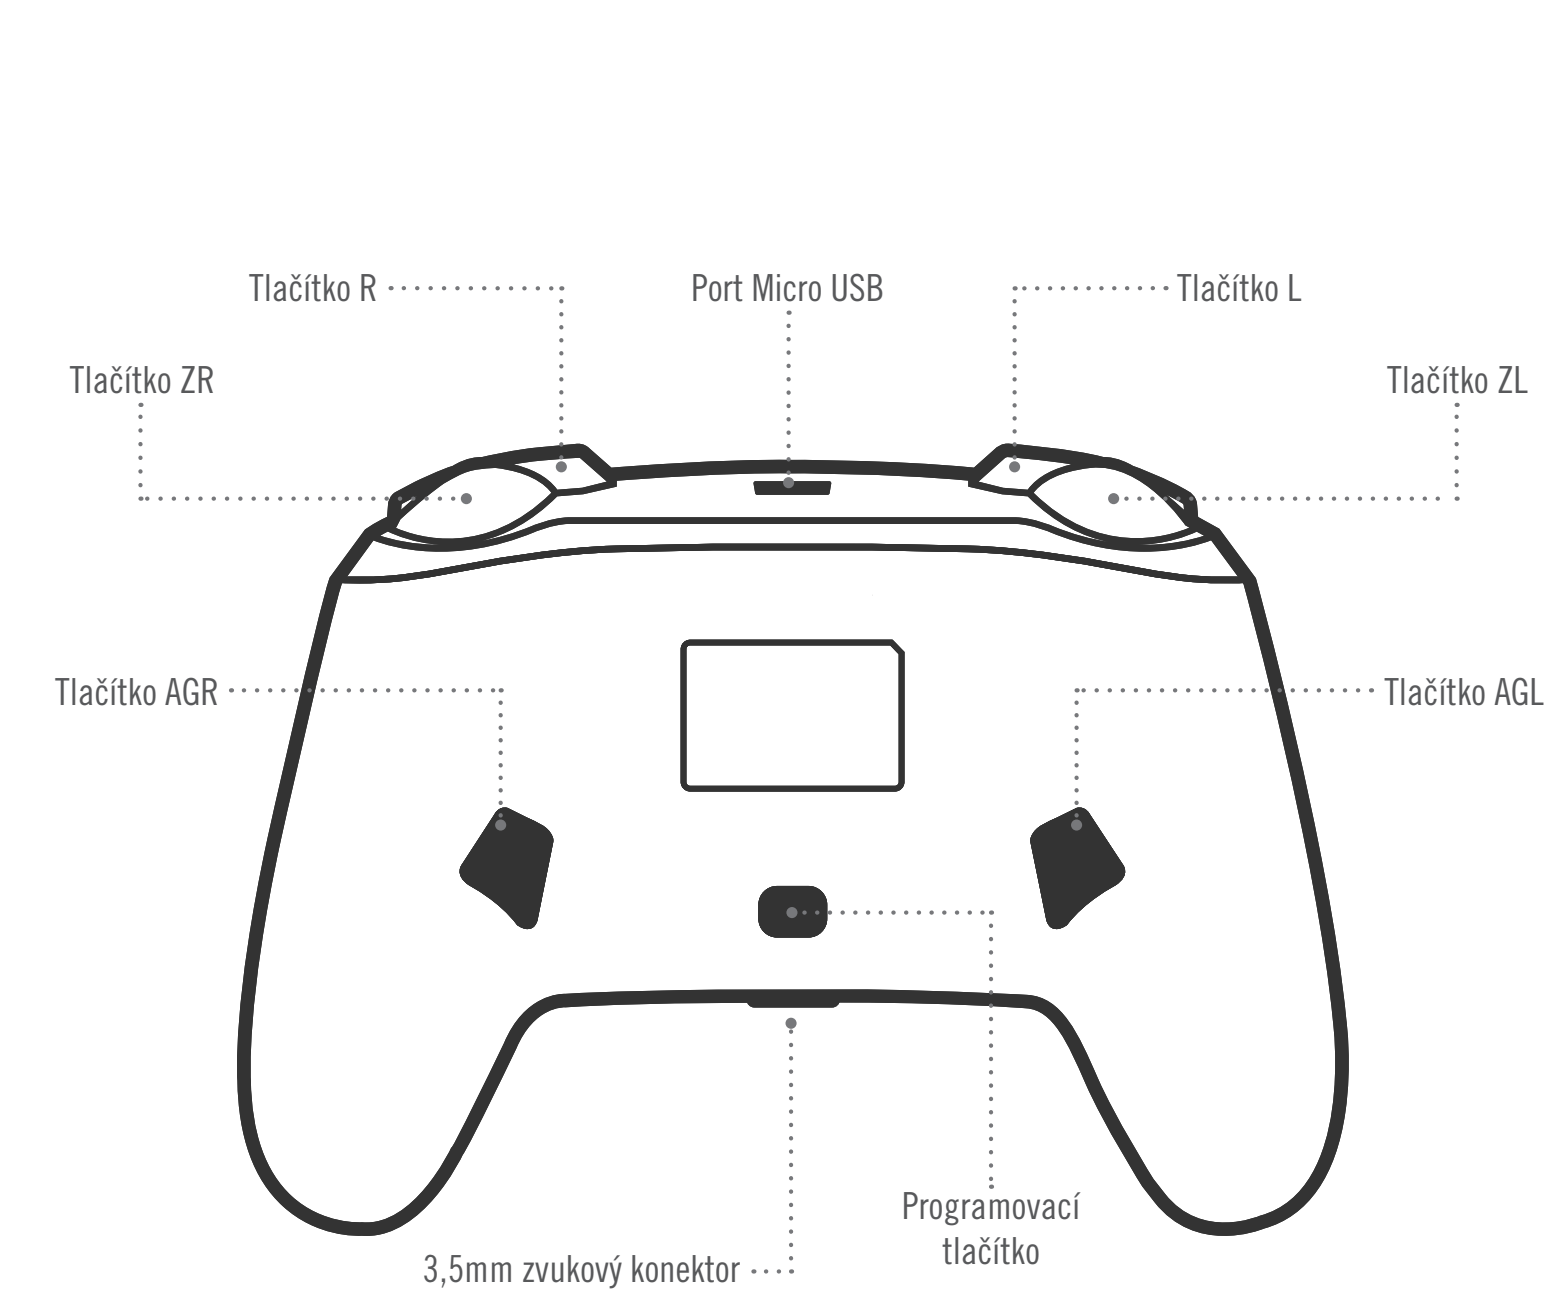 Tlačítko R
Port Micro USB
Tlačítko L
Tlačítko ZR
Tlačítko ZL
Tlačítko AGR
Tlačítko AGL
Programovací
tlačítko
3,5mm zvukový konektor